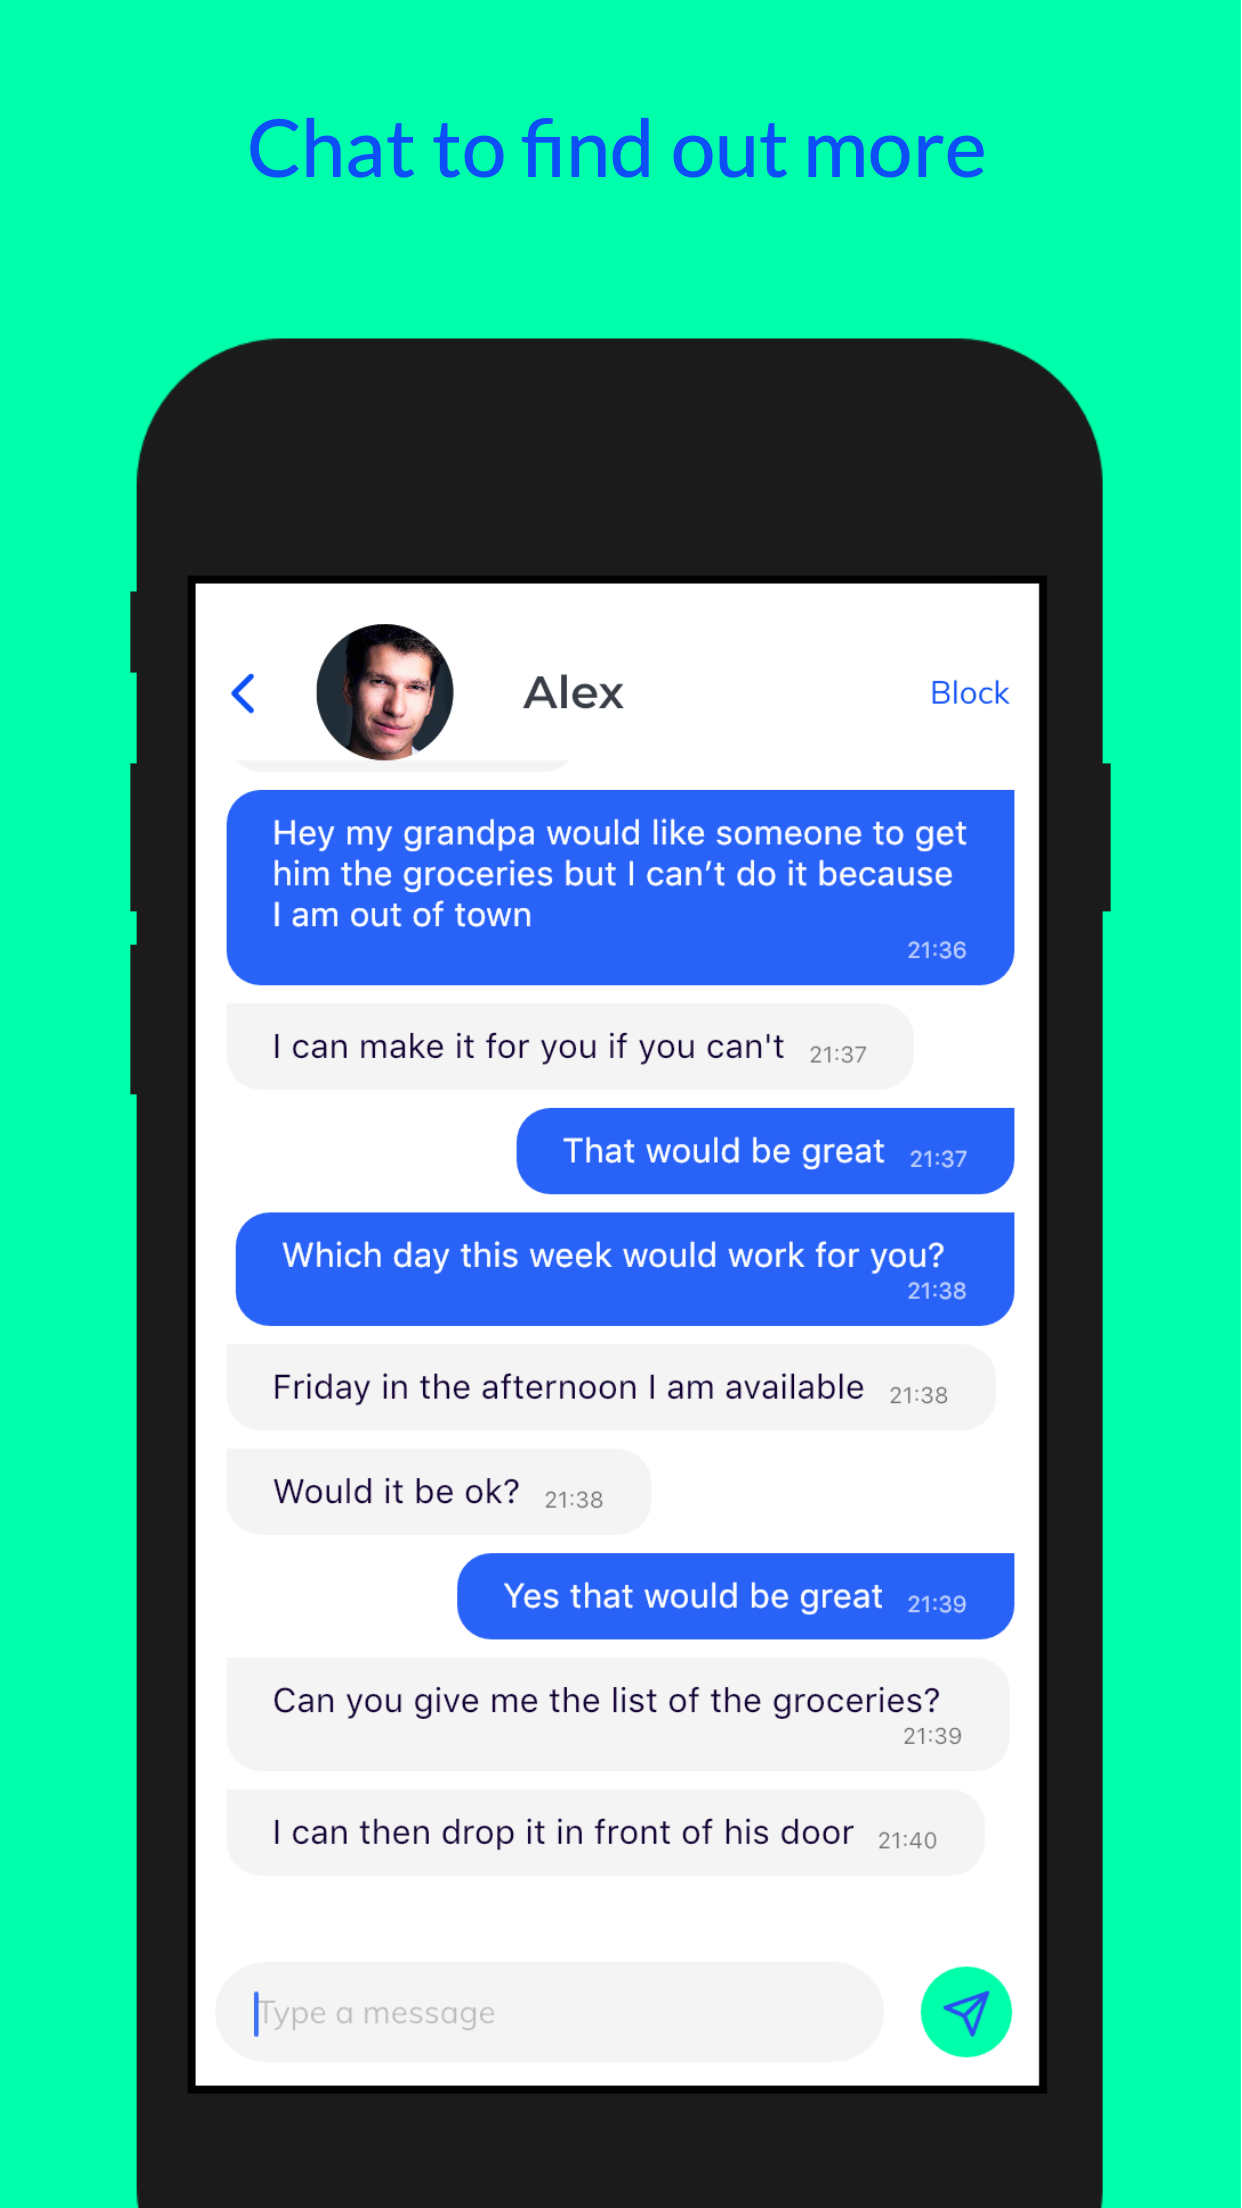 Chat to find out more
Alex
Block
Hey my grandpa would like someone to get
him the groceries but I can’t do it because
I am out of town
21:36
I can make it for you if you can't 21:37
That would be great 21:37
Which day this week would work for you?
21:38
Friday in the afternoon I am available 21:38
Would it be ok? 21:38
Yes that would be great 21:39
Can you give me the list of the groceries?
21:39
I can then drop it in front of his door 21:40
Type a message